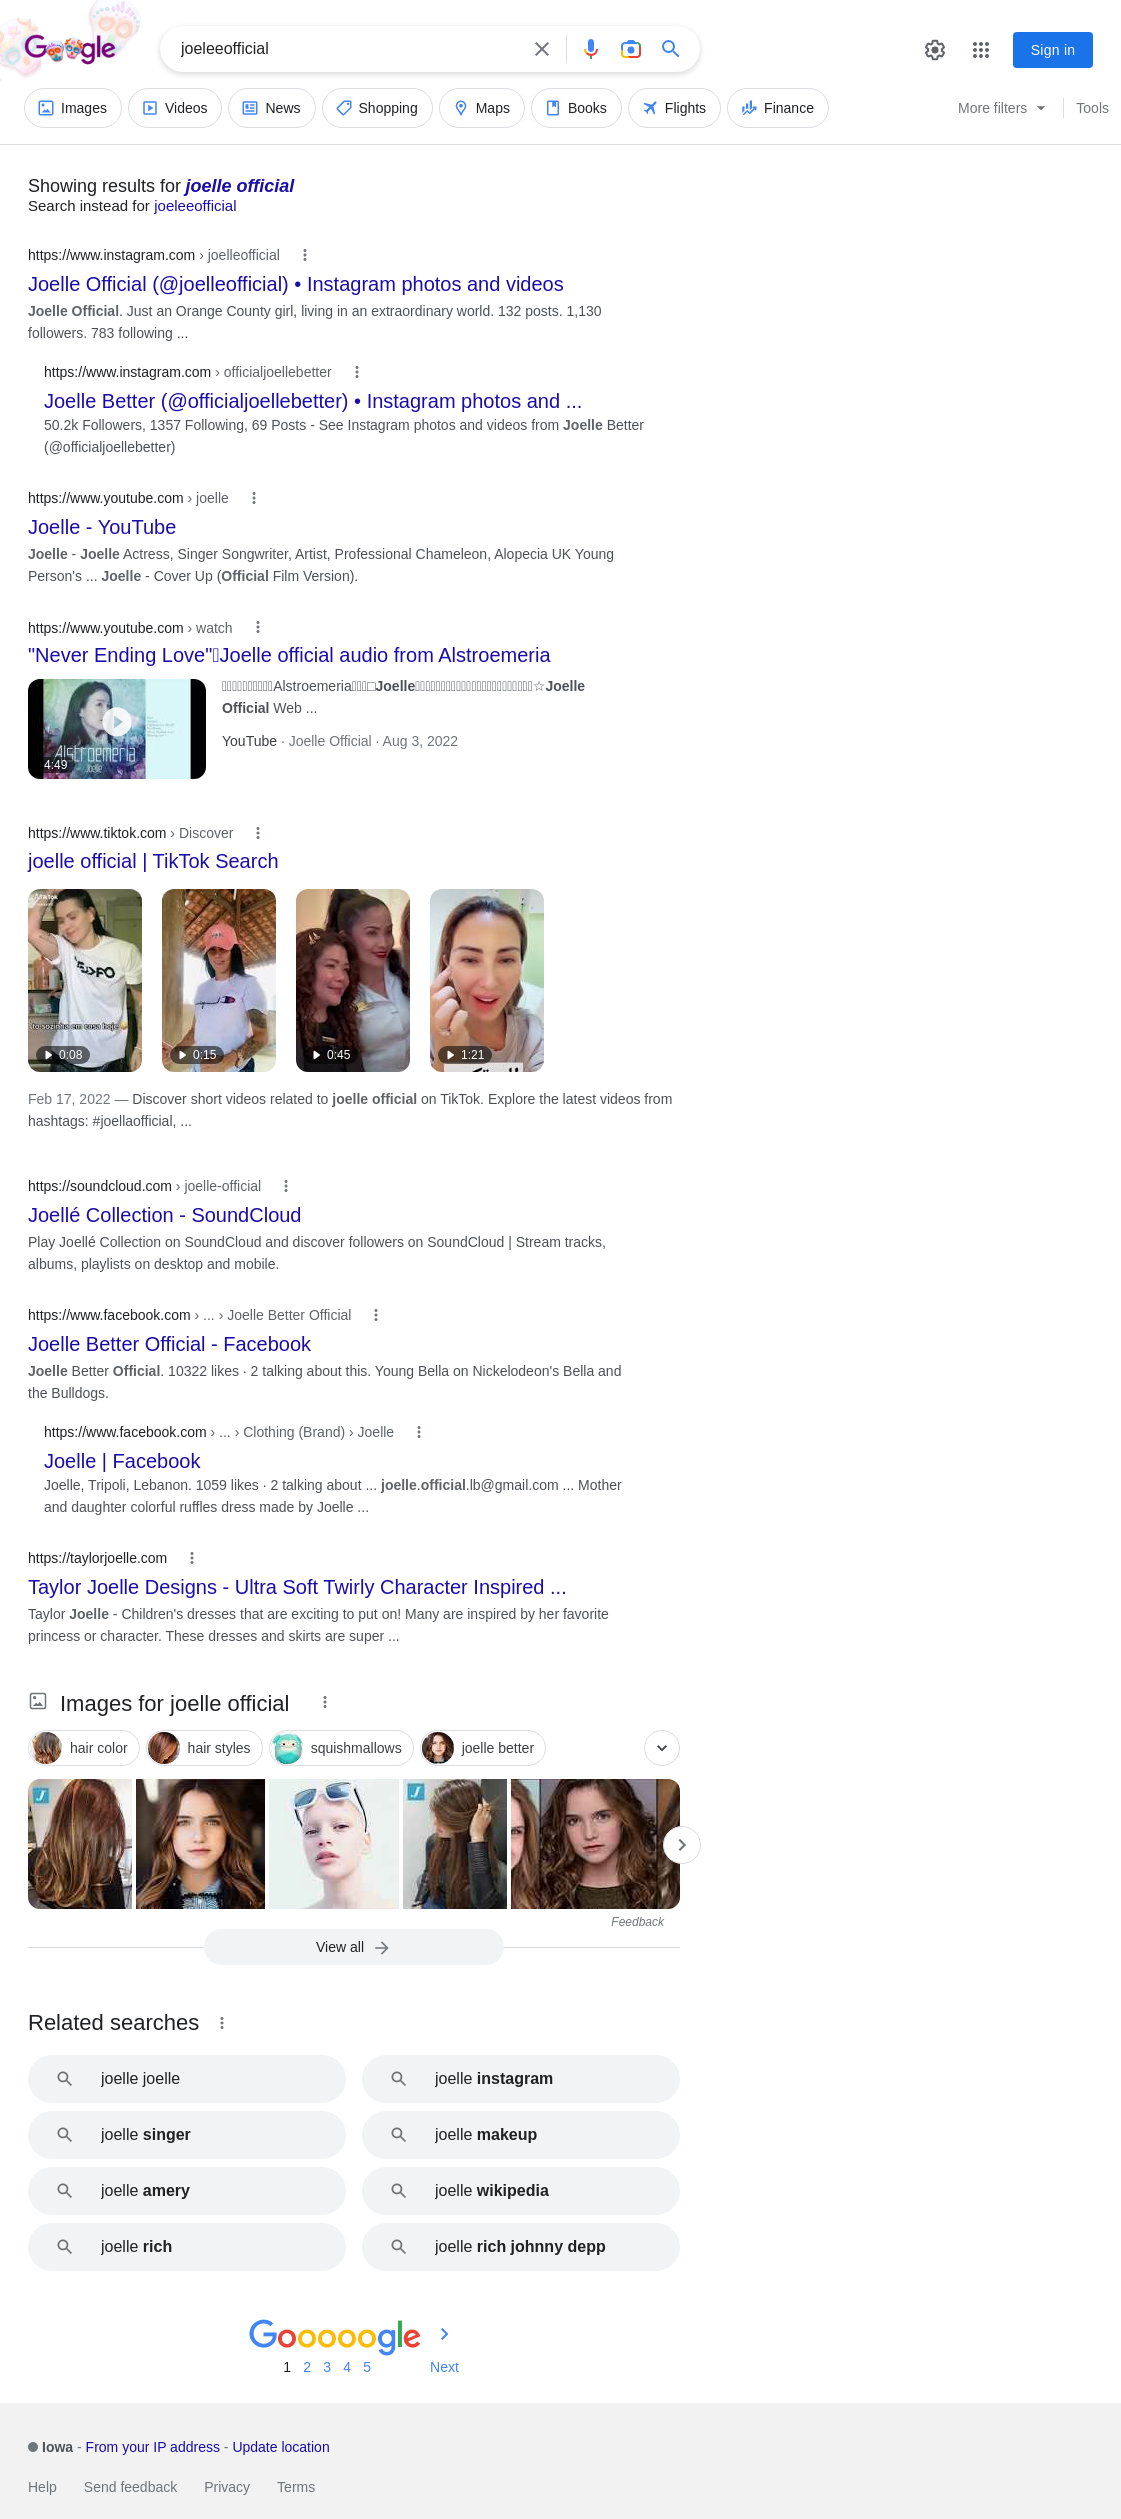 Google
joeleeofficial
Sign in
Images
Videos
News
Shopping
Maps
Books
Flights
Finance
More filters
Tools
Showing results for joelle official
Search instead for joeleeofficial
https://www.instagram.com › joelleofficial
Joelle Official (@joelleofficial) • Instagram photos and videos
Joelle Official. Just an Orange County girl, living in an extraordinary world. 132 posts. 1,130
followers. 783 following ...
https://www.instagram.com › officialjoellebetter
Joelle Better (@officialjoellebetter) • Instagram photos and ...
50.2k Followers, 1357 Following, 69 Posts - See Instagram photos and videos from Joelle Better
(@officialjoellebetter)
https://www.youtube.com › joelle
Joelle - YouTube
Joelle - Joelle Actress, Singer Songwriter, Artist, Professional Chameleon, Alopecia UK Young
Person's ... Joelle - Cover Up (Official Film Version).
https://www.youtube.com › watch
"Never Ending Love" Joelle official audio from Alstroemeria
Alstroemeria
Joelle
4:49
Alstroemeria □Joelle ☆Joelle
Official Web ...
YouTube · Joelle Official · Aug 3, 2022
https://www.tiktok.com › Discover
joelle official | TikTok Search
TikTok
to sozinha em casa hoje
0:08
0:15
0:45
1:21
Feb 17, 2022 — Discover short videos related to joelle official on TikTok. Explore the latest videos from
hashtags: #joellaofficial, ...
https://soundcloud.com › joelle-official
Joellé Collection - SoundCloud
Play Joellé Collection on SoundCloud and discover followers on SoundCloud | Stream tracks,
albums, playlists on desktop and mobile.
https://www.facebook.com › ... › Joelle Better Official
Joelle Better Official - Facebook
Joelle Better Official. 10322 likes · 2 talking about this. Young Bella on Nickelodeon's Bella and
the Bulldogs.
https://www.facebook.com › ... › Clothing (Brand) › Joelle
Joelle | Facebook
Joelle, Tripoli, Lebanon. 1059 likes · 2 talking about ... joelle.official.lb@gmail.com ... Mother
and daughter colorful ruffles dress made by Joelle ...
https://taylorjoelle.com
Taylor Joelle Designs - Ultra Soft Twirly Character Inspired ...
Taylor Joelle - Children's dresses that are exciting to put on! Many are inspired by her favorite
princess or character. These dresses and skirts are super ...
Images for joelle official
hair color
hair styles
squishmallows
joelle better
Feedback
View all
Related searches
joelle joelle
joelle instagram
joelle singer
joelle makeup
joelle amery
joelle wikipedia
joelle rich
joelle rich johnny depp
Gooooogle
1 2 3 4 5 Next
Iowa - From your IP address - Update location
Help
Send feedback
Privacy
Terms